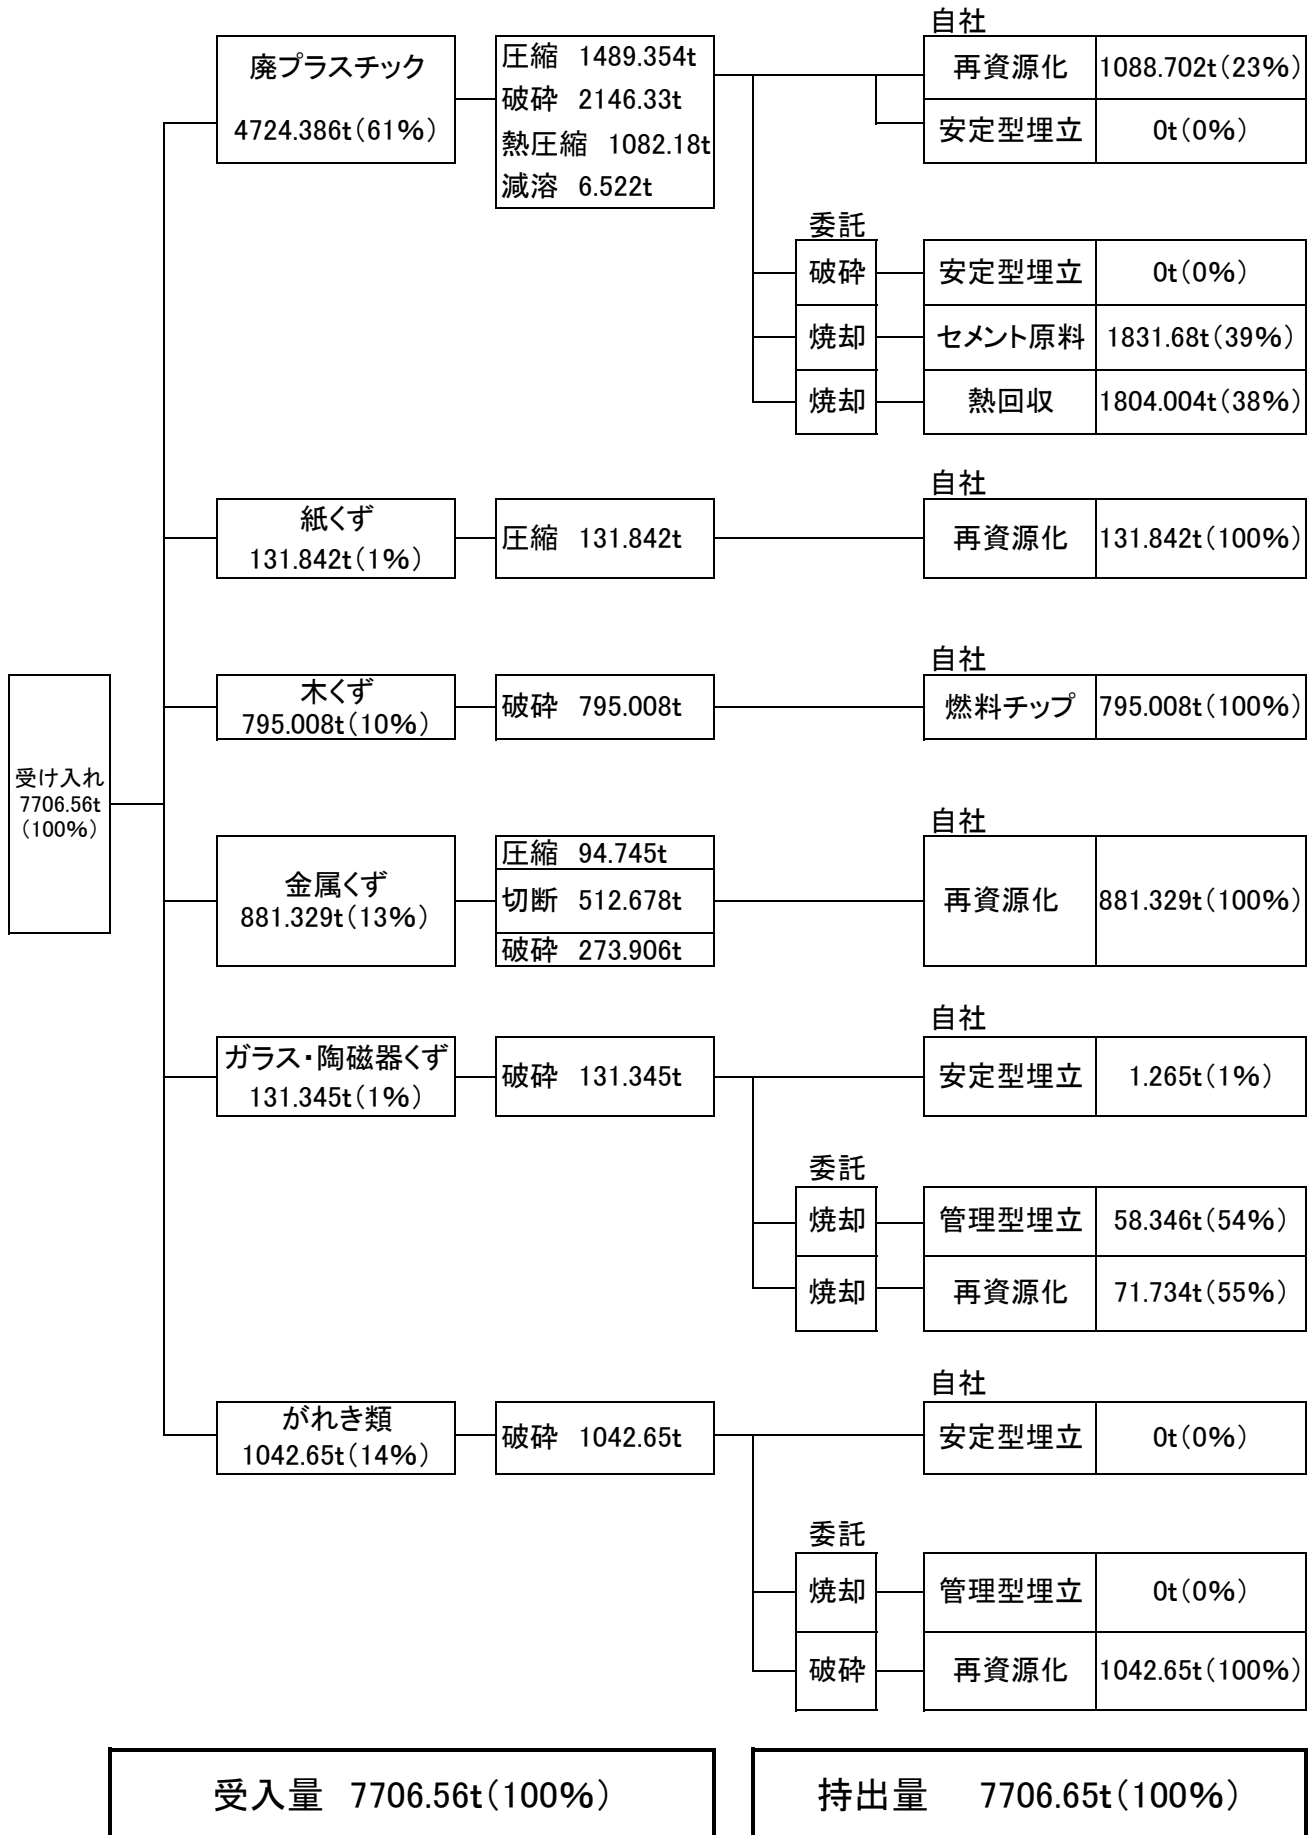 自社
廃プラスチック
4724.386t(61%)
圧縮 1489.354t
破砕 2146.33t
熱圧縮 1082.18t
減溶 6.522t
再資源化 1088.702t(23%)
安定型埋立 0t(0%)
委託
破砕 安定型埋立 0t(0%)
焼却 セメント原料 1831.68t(39%)
焼却 熱回収 1804.004t(38%)
自社
紙くず
131.842t(1%)
圧縮 131.842t
再資源化 131.842t(100%)
自社
木くず
795.008t(10%)
破砕 795.008t
燃料チップ 795.008t(100%)
受け入れ
7706.56t
(100%)
自社
金属くず
881.329t(13%)
圧縮 94.745t
切断 512.678t
破砕 273.906t
再資源化 881.329t(100%)
自社
ガラス・陶磁器くず
131.345t(1%)
破砕 131.345t
安定型埋立 1.265t(1%)
委託
焼却 管理型埋立 58.346t(54%)
焼却 再資源化 71.734t(55%)
自社
がれき類
1042.65t(14%)
破砕 1042.65t
安定型埋立 0t(0%)
委託
焼却 管理型埋立 0t(0%)
破砕 再資源化 1042.65t(100%)
受入量 7706.56t(100%)
持出量 7706.65t(100%)